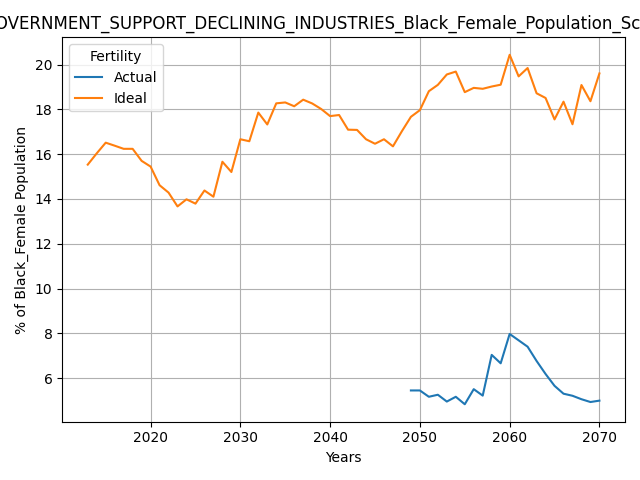 OVERNMENT_SUPPORT_DECLINING_INDUSTRIES_Black_Female_Population_Sc
Fertility
Actual
Ideal
% of Black_Female Population
20
18
16
14
12
10
8
6
2020 2030 2040 2050 2060 2070
Years